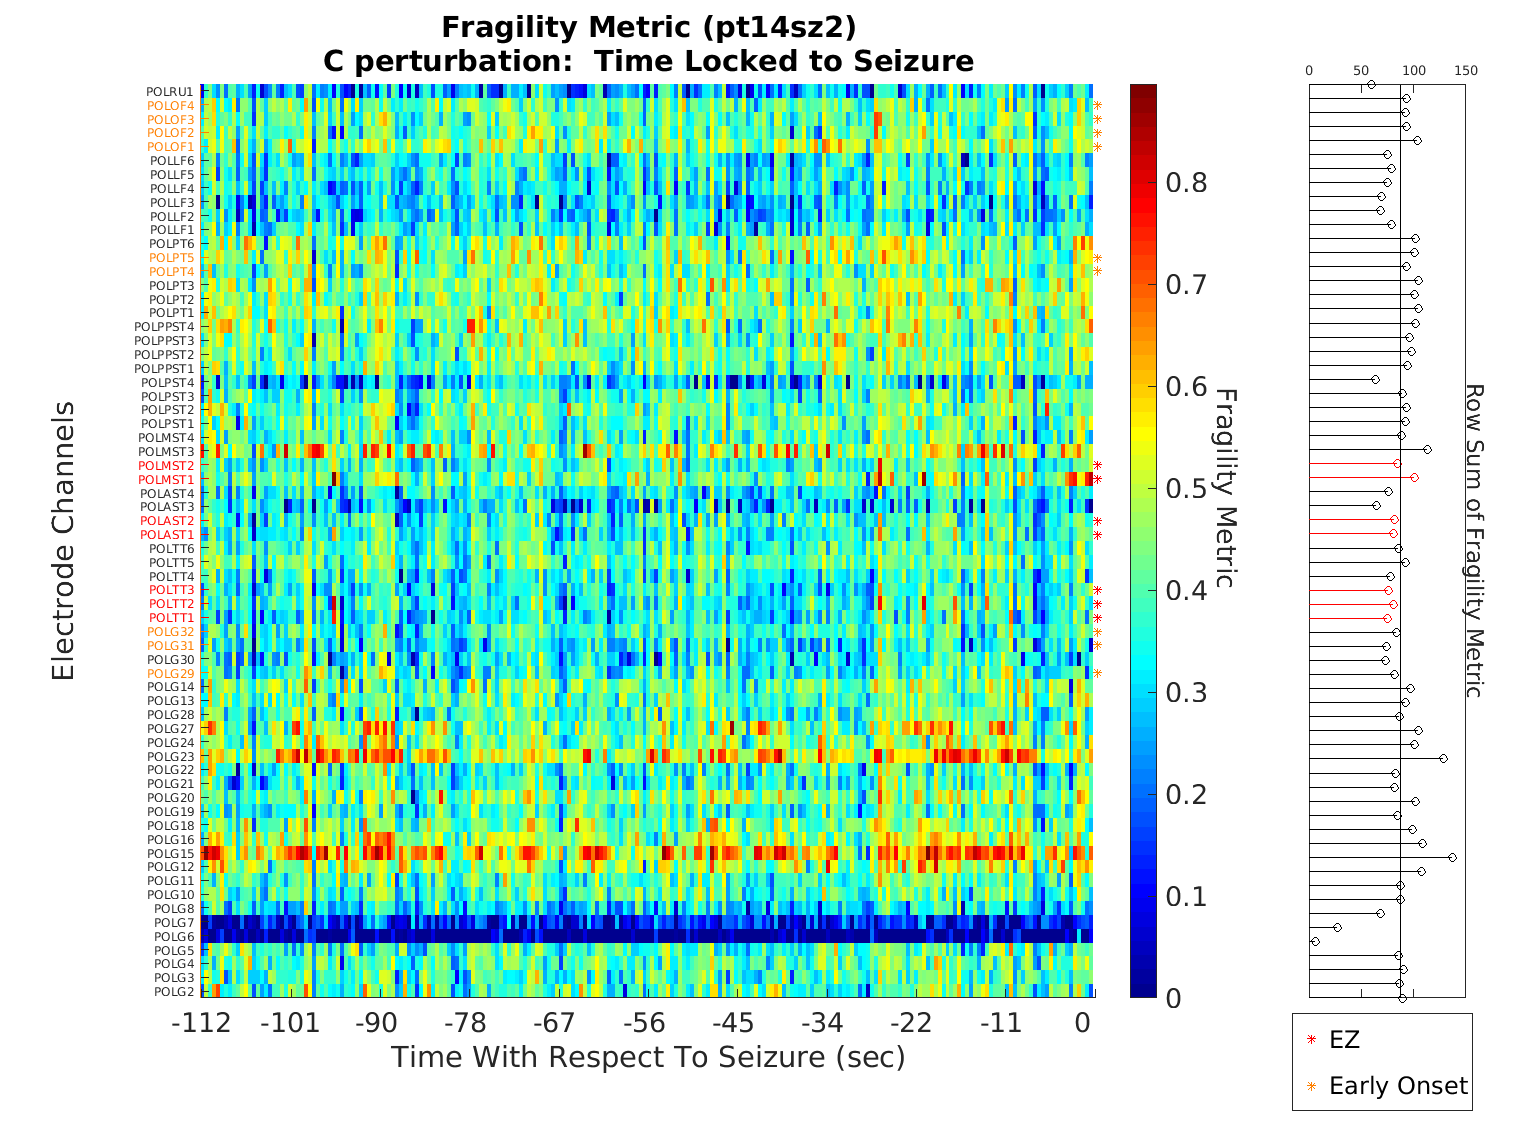 Fragility Metric (pt14sz2)
C perturbation:  Time Locked to Seizure
Electrode Channels
POLRU1
POLOF4
POLOF3
POLOF2
POLOF1
POLLF6
POLLF5
POLLF4
POLLF3
POLLF2
POLLF1
POLPT6
POLPT5
POLPT4
POLPT3
POLPT2
POLPT1
POLPPST4
POLPPST3
POLPPST2
POLPPST1
POLPST4
POLPST3
POLPST2
POLPST1
POLMST4
POLMST3
POLMST2
POLMST1
POLAST4
POLAST3
POLAST2
POLAST1
POLTT6
POLTT5
POLTT4
POLTT3
POLTT2
POLTT1
POLG32
POLG31
POLG30
POLG29
POLG14
POLG13
POLG28
POLG27
POLG24
POLG23
POLG22
POLG21
POLG20
POLG19
POLG18
POLG16
POLG15
POLG12
POLG11
POLG10
POLG8
POLG7
POLG6
POLG5
POLG4
POLG3
POLG2
-112 -101 -90 -78 -67 -56 -45 -34 -22 -11 0
Time With Respect To Seizure (sec)
0.8
0.7
0.6
0.5
0.4
0.3
0.2
0.1
0
Fragility Metric
0 50 100 150
Row Sum of Fragility Metric
EZ
Early Onset